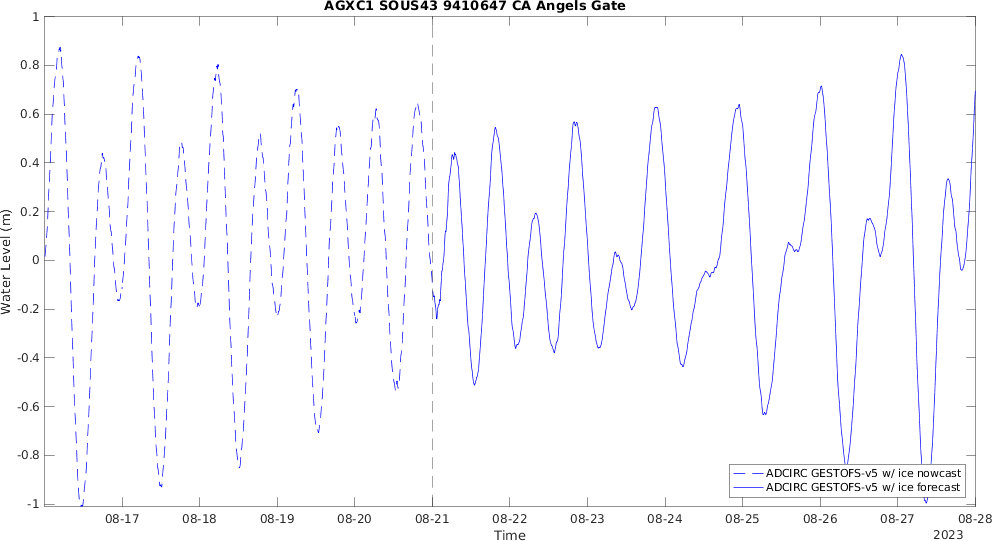 AGXC1 SOUS43 9410647 CA Angels Gate
1
0.8
0.6
0.4
0.2
0
-0.2
-0.4
-0.6
-0.8
-1
Water Level (m)
ADCIRC GESTOFS-v5 w/ ice nowcast
ADCIRC GESTOFS-v5 w/ ice forecast
08-17 08-18 08-19 08-20 08-21 08-22 08-23 08-24 08-25 08-26 08-27 08-28
Time
2023